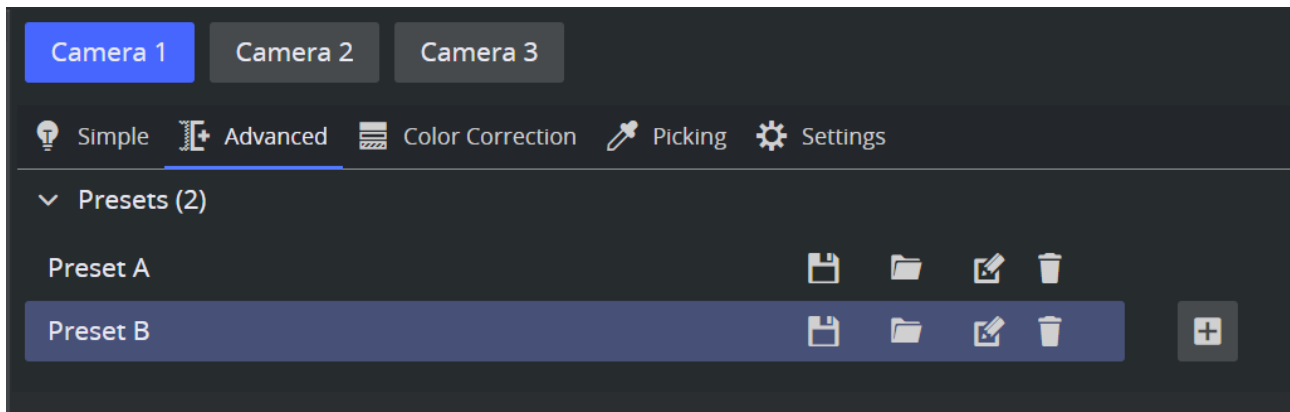 Camera 1 Camera 2 Camera 3
Simple Advanced Color Correction Picking Settings
Presets (2)
Preset A
Preset B